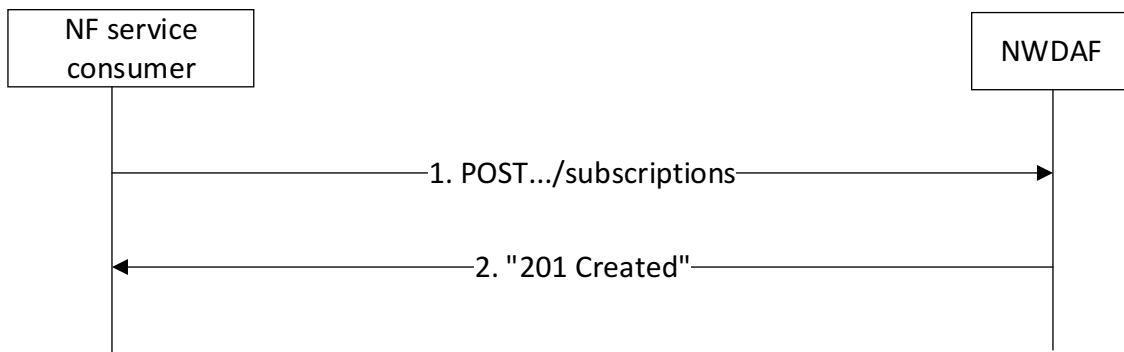 NF service
consumer
NWDAF
1. POST.../subscriptions
2. "201 Created"